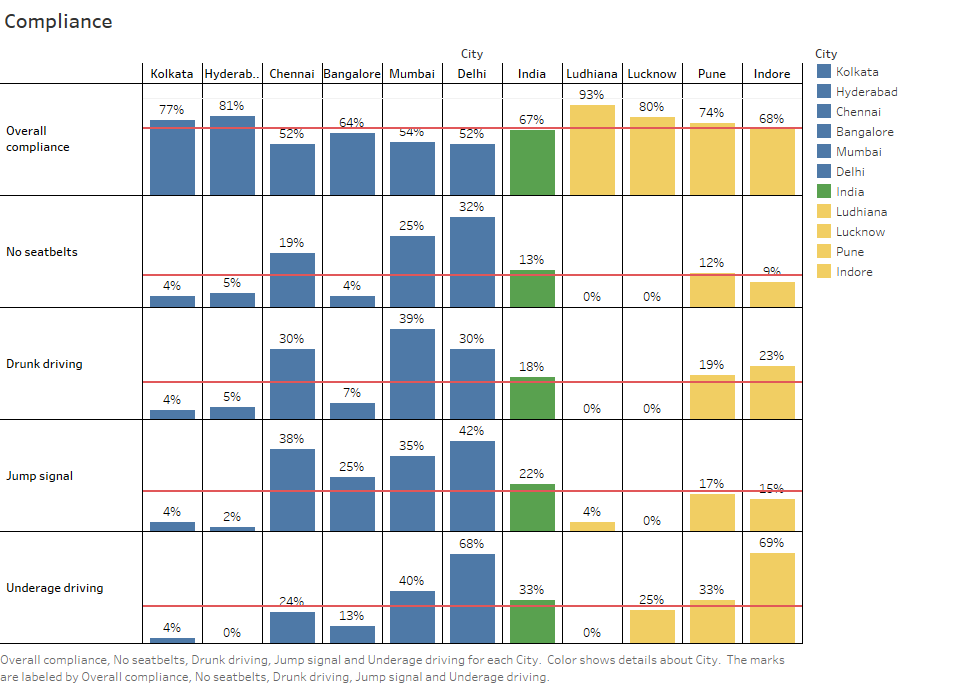 Compliance
City
Kolkata Hyderab.. Chennai Bangalore Mumbai Delhi India Ludhiana Lucknow Pune Indore
Overall compliance
77% 81% 52% 64% 54% 52% 67% 93% 80% 74% 68%
No seatbelts
4% 5% 19% 4% 25% 32% 13% 0% 0% 12% 9%
Drunk driving
4% 5% 30% 7% 39% 30% 18% 0% 0% 19% 23%
Jump signal
4% 2% 38% 25% 35% 42% 22% 4% 0% 17% 15%
Underage driving
4% 0% 24% 13% 40% 68% 33% 0% 25% 33% 69%
City
Kolkata
Hyderabad
Chennai
Bangalore
Mumbai
Delhi
India
Ludhiana
Lucknow
Pune
Indore
Overall compliance, No seatbelts, Drunk driving, Jump signal and Underage driving for each City. Color shows details about City. The marks
are labeled by Overall compliance, No seatbelts, Drunk driving, Jump signal and Underage driving.